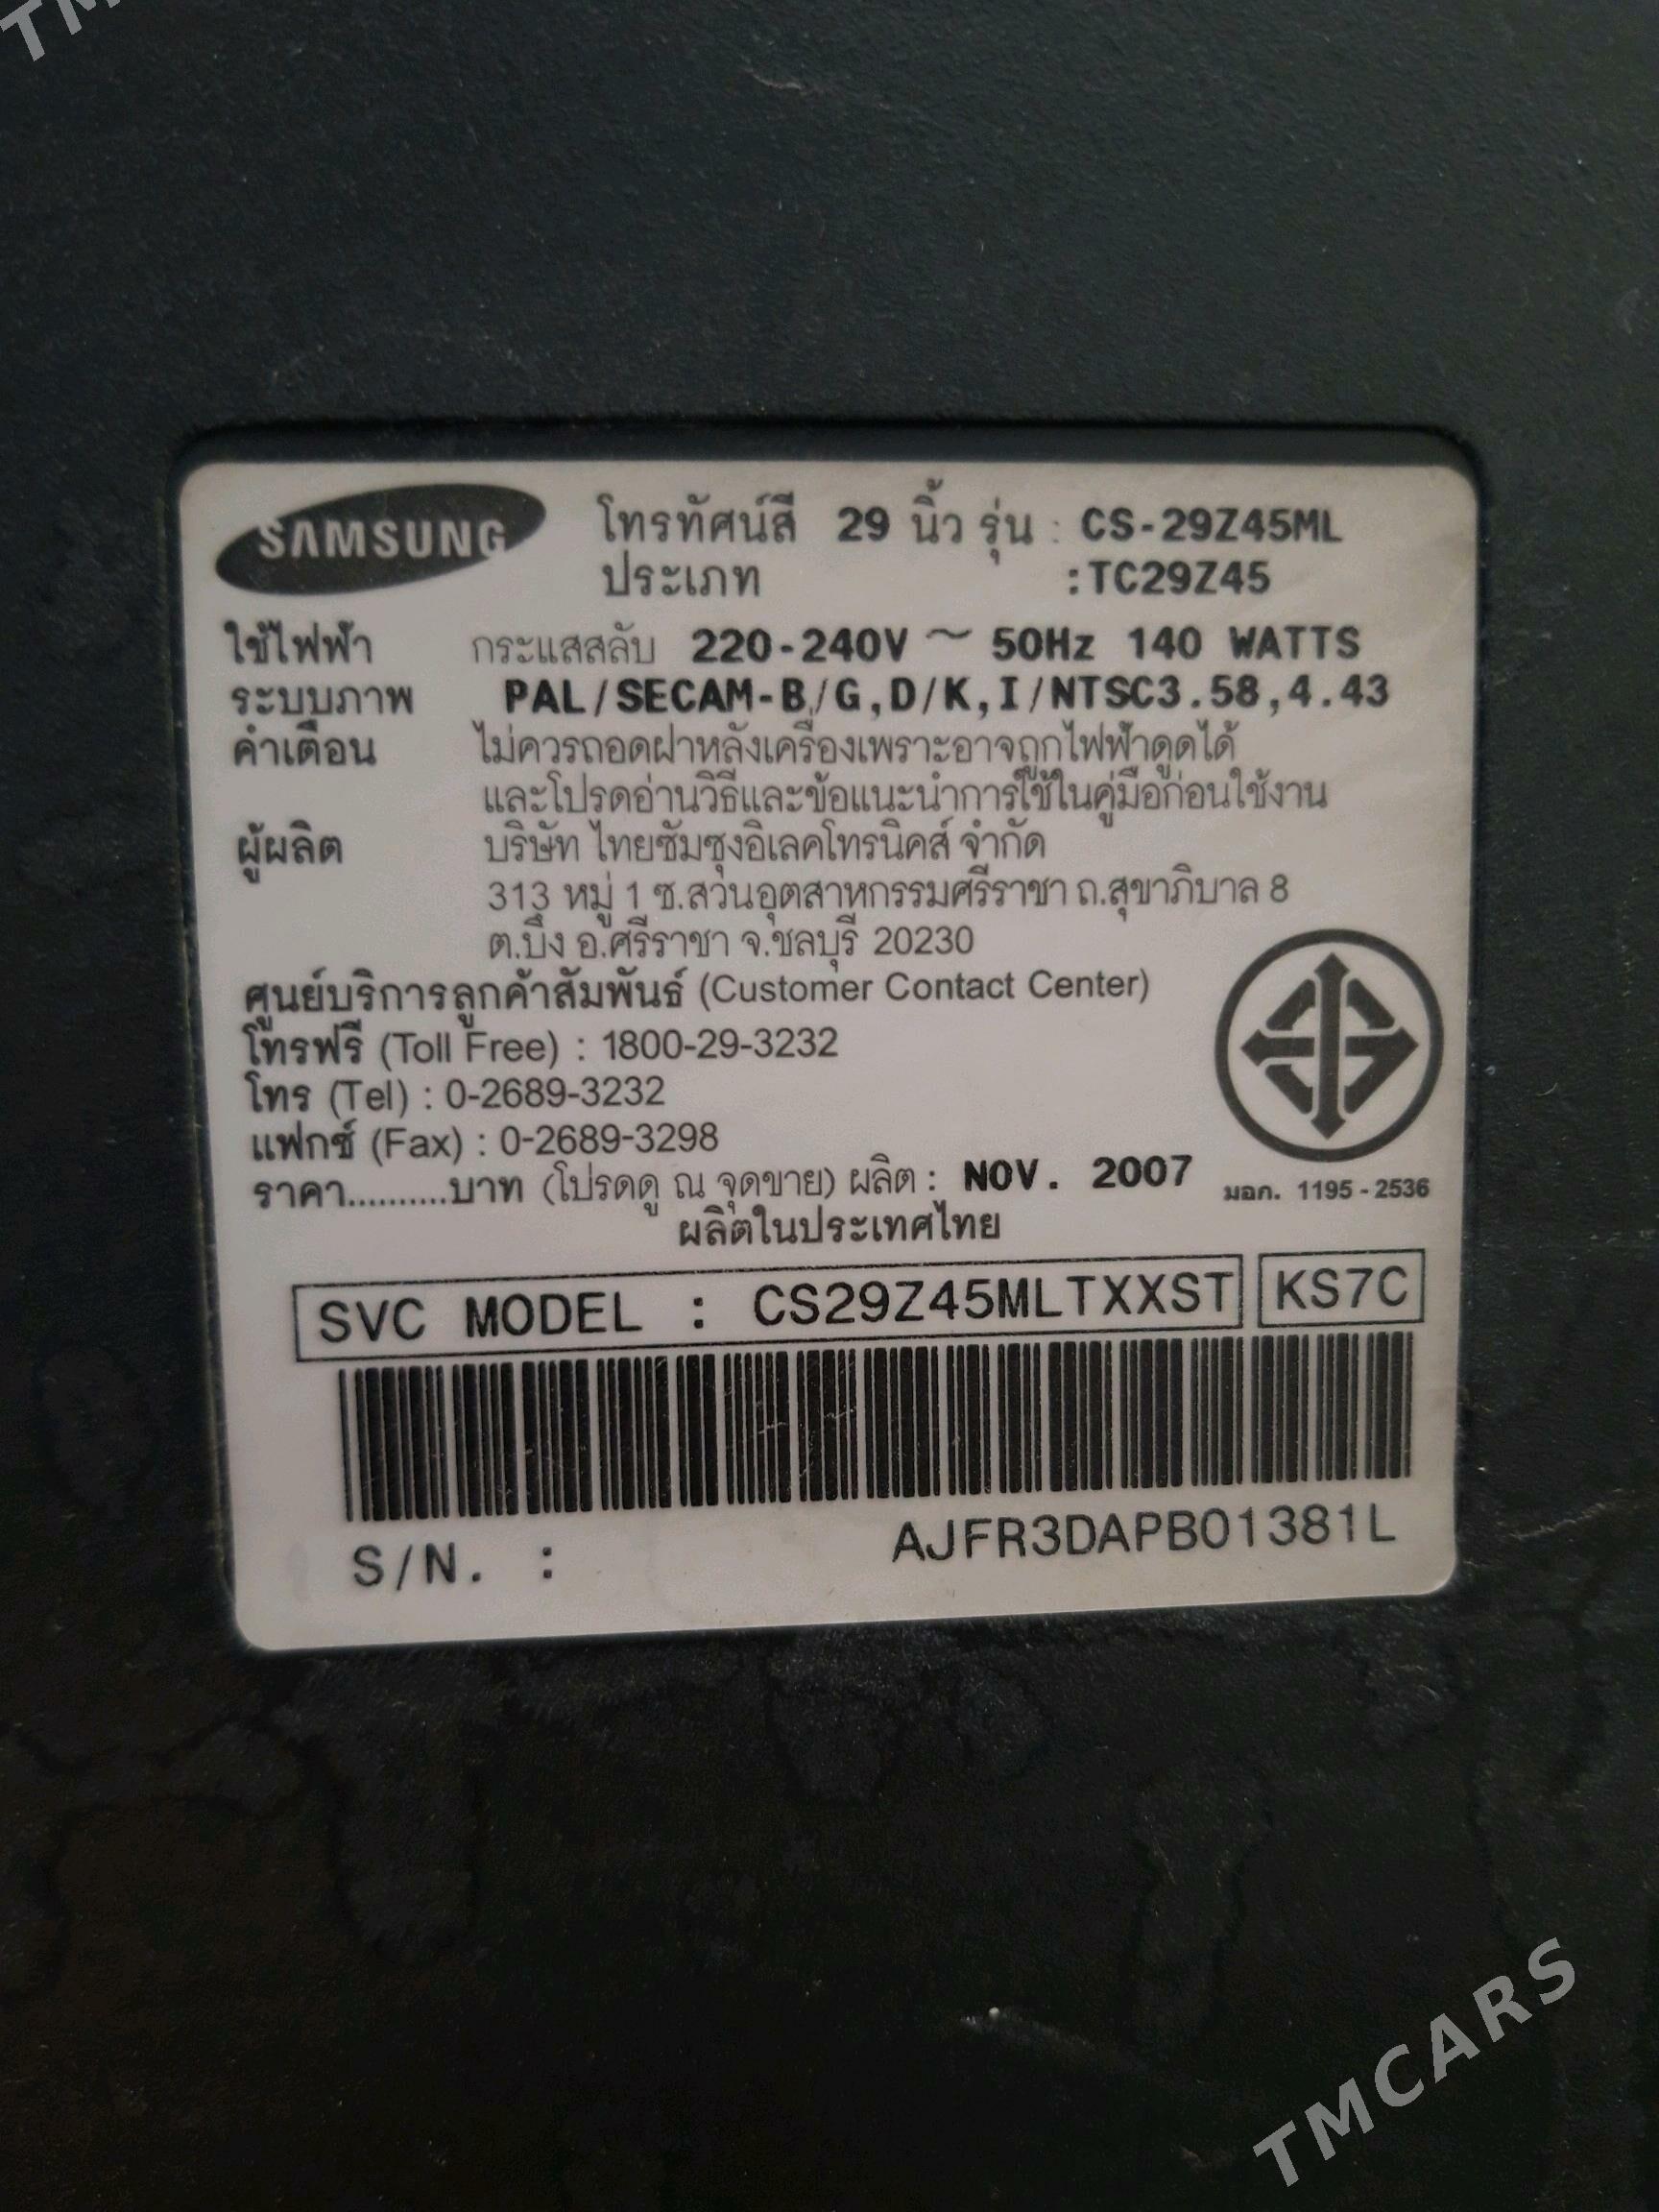 TM
SAMSUNG
โทรทัศน์สี 29 นิ้ว รุ่น : CS-29Z45ML
ประเภท :TC29Z45
ใช้ไฟฟ้า กระแสสลับ 220-240V ~ 50Hz 140 WATTS
ระบบภาพ PAL/SECAM-B/G,D/K,I/NTSC3.58,4.43
คำเตือน ไม่ควรถอดฝาหลังเครื่องเพราะอาจถูกไฟฟ้าดูดได้
และโปรดอ่านวิธีและข้อแนะนำการใช้ในคู่มือก่อนใช้งาน
ผู้ผลิต บริษัท ไทยซัมซุงอิเลคโทรนิคส์ จำกัด
313 หมู่ 1 ซ.สวนอุตสาหกรรมศรีราชา ถ.สุขาภิบาล 8
ต.บึง อ.ศรีราชา จ.ชลบุรี 20230
ศูนย์บริการลูกค้าสัมพันธ์ (Customer Contact Center)
โทรฟรี (Toll Free) : 1800-29-3232
โทร (Tel) : 0-2689-3232
แฟกซ์ (Fax) : 0-2689-3298
ราคา..........บาท (โปรดดู ณ จุดขาย) ผลิต : NOV. 2007
มอก. 1195-2536
ผลิตในประเทศไทย
SVC MODEL : CS29Z45MLTXXST KS7C
S/N. : AJFR3DAPB01381L
TMCARS